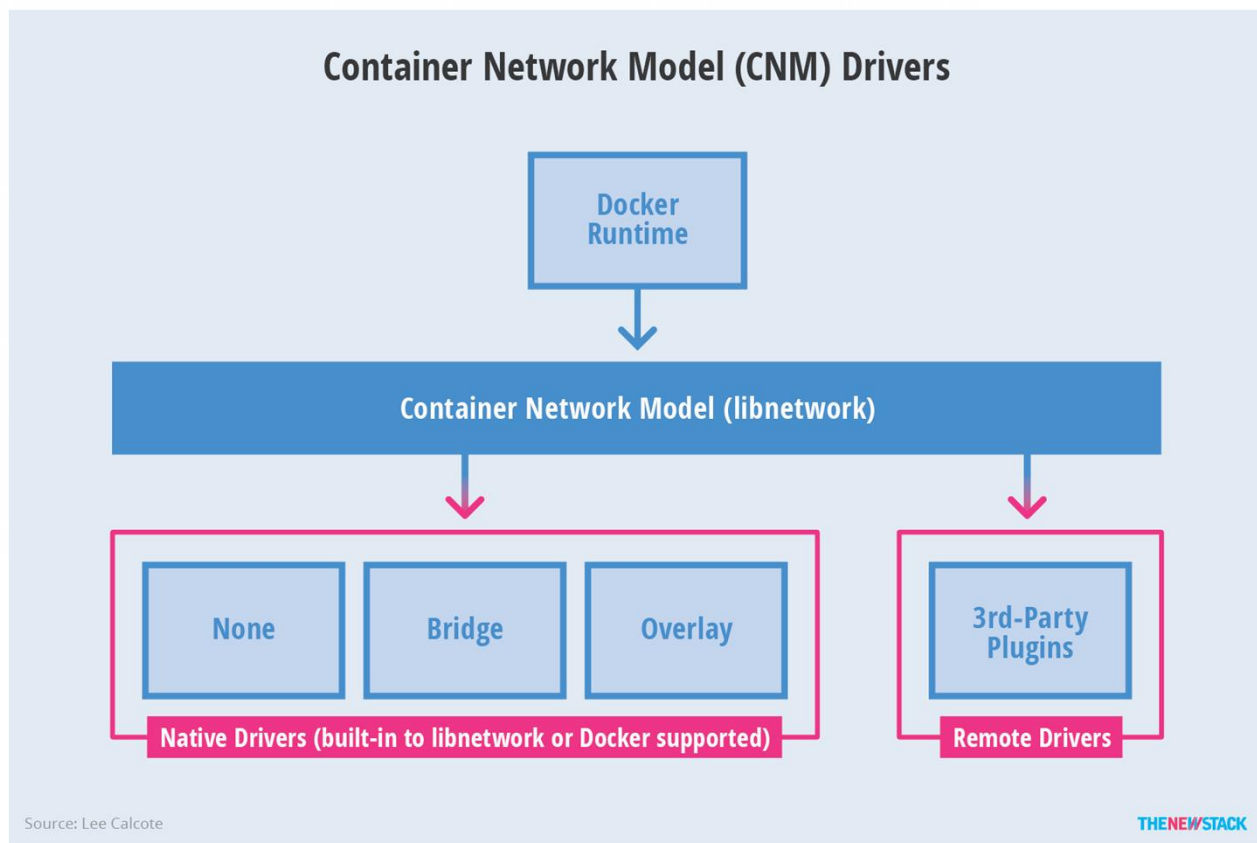 Container Network Model (CNM) Drivers
Docker
Runtime
Container Network Model (libnetwork)
None
Bridge
Overlay
3rd-Party
Plugins
Native Drivers (built-in to libnetwork or Docker supported)
Remote Drivers
Source: Lee Calcote
THENEWSTACK